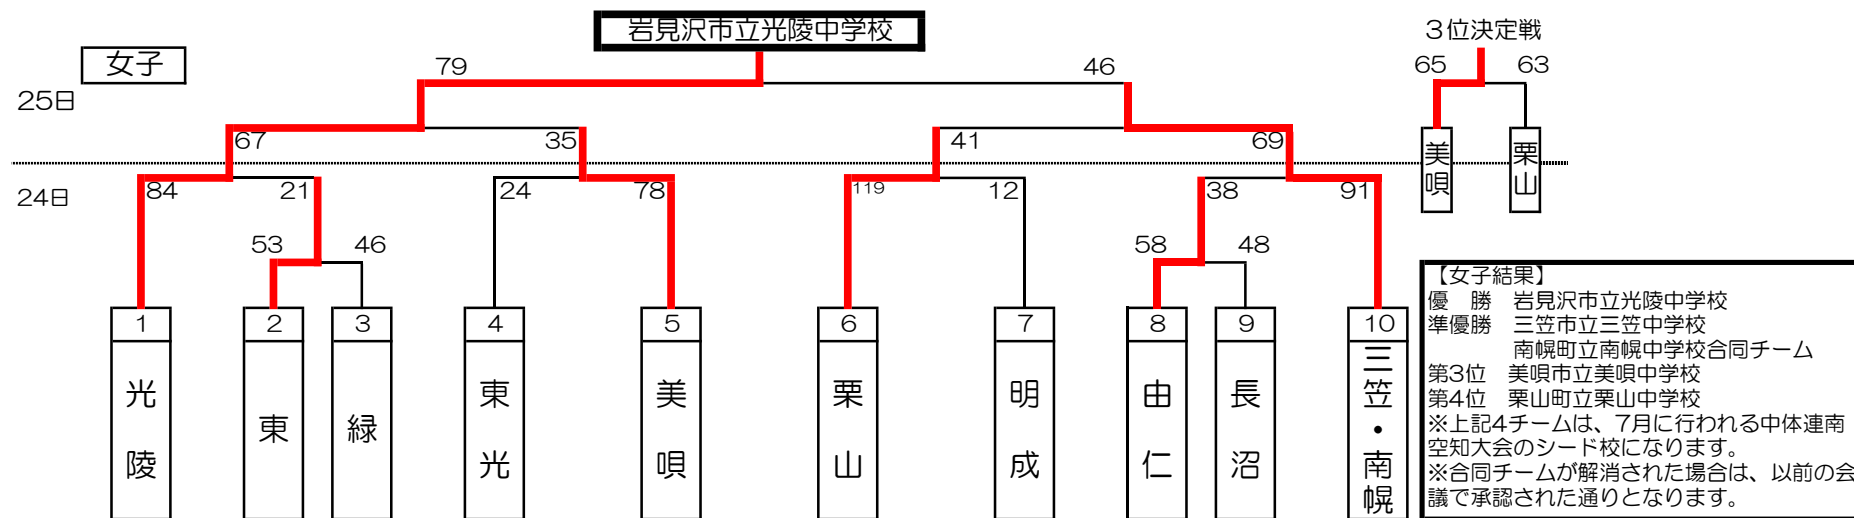 岩見沢市立光陵中学校
3位決定戦
女子
79 46 65 63
25日
67 35 41 69
美唄 栗山
24日
84 21 24 78 119 12 38 91
53 46 58 48
1 2 3 4 5 6 7 8 9 10
光陵 東 緑 東光 美唄 栗山 明成 由仁 長沼 三笠・南幌
【女子結果】
優 勝 岩見沢市立光陵中学校
準優勝 三笠市立三笠中学校
南幌町立南幌中学校合同チーム
第3位 美唄市立美唄中学校
第4位 栗山町立栗山中学校
※上記4チームは、7月に行われる中体連南
空知大会のシード校になります。
※合同チームが解消された場合は、以前の会
議で承認された通りとなります。